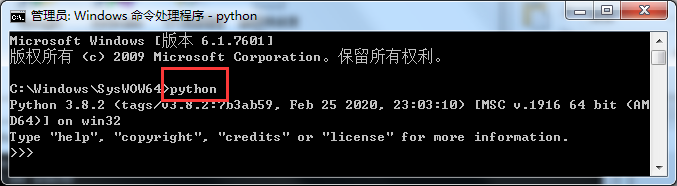 管理员: Windows 命令处理程序 - python
Microsoft Windows [版本 6.1.7601]
版权所有 (c) 2009 Microsoft Corporation。保留所有权利。
C:\Windows\SysWOW64>python
Python 3.8.2 (tags/v3.8.2:7b3ab59, Feb 25 2020, 23:03:10) [MSC v.1916 64 bit (AM
D64)] on win32
Type "help", "copyright", "credits" or "license" for more information.
>>>